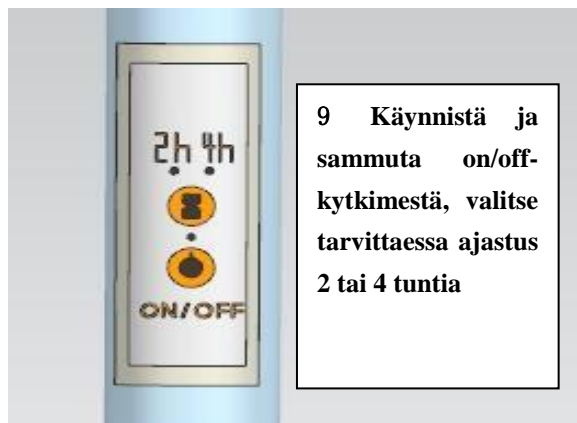 2h 4h
ON/OFF
9 Käynnistä ja
sammuta on/off-
kytkimestä, valitse
tarvittaessa ajastus
2 tai 4 tuntia